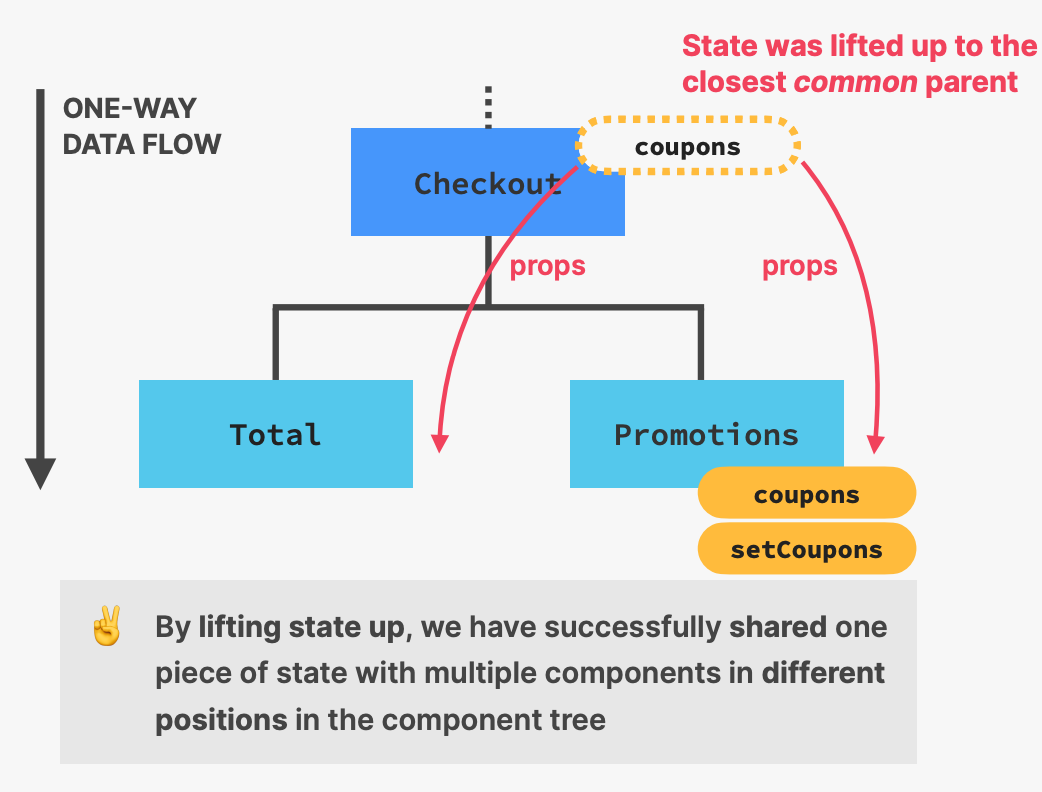 State was lifted up to the
closest common parent
ONE-WAY
DATA FLOW
coupons
Checkout
props
props
Total
Promotions
coupons
setCoupons
✌️ By lifting state up, we have successfully shared one
piece of state with multiple components in different
positions in the component tree